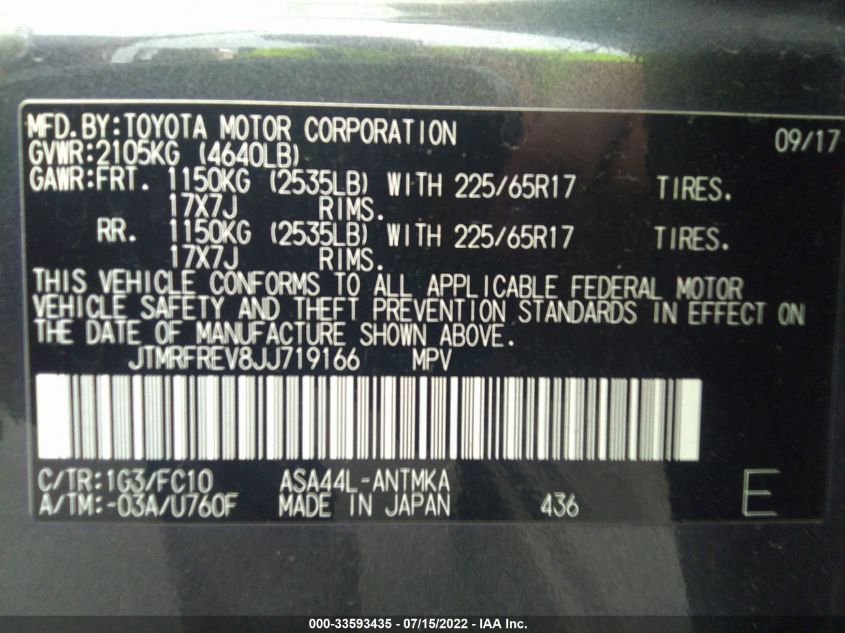 MFD.BY:TOYOTA MOTOR CORPORATION 09/17
GVWR:2105KG (4640LB)
GAWR:FRT. 1150KG (2535LB) WITH 225/65R17 TIRES.
17X7J RIMS.
RR. 1150KG (2535LB) WITH 225/65R17 TIRES.
17X7J RIMS.
THIS VEHICLE CONFORMS TO ALL APPLICABLE FEDERAL MOTOR
VEHICLE SAFETY AND THEFT PREVENTION STANDARDS IN EFFECT ON
THE DATE OF MANUFACTURE SHOWN ABOVE.
JTMRFREV8JJ719166 MPV
C/TR:1G3/FC10 ASA44L-ANTMKA
A/TM:-03A/U760F MADE IN JAPAN 436 E
000-33593435 - 07/15/2022 - IAA Inc.